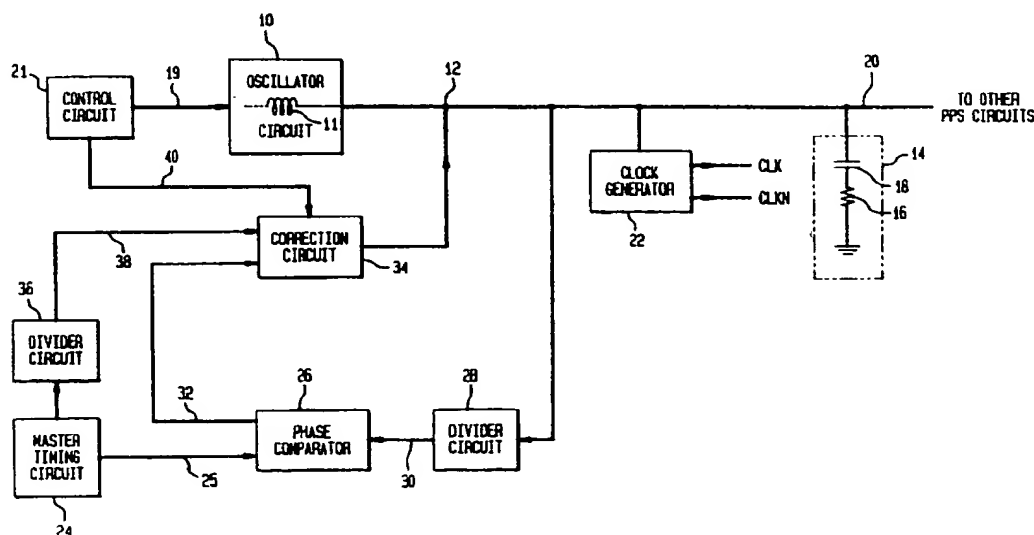 10
21
19
12
20
CONTROL
CIRCUIT
OSCILLATOR
CIRCUIT
11
TO OTHER
PPS CIRCUITS
40
14
CLOCK
GENERATOR
CLK
CLKN
18
16
22
38
CORRECTION
CIRCUIT
34
36
DIVIDER
CIRCUIT
32
26
28
MASTER
TIMING
CIRCUIT
PHASE
COMPARATOR
DIVIDER
CIRCUIT
25
30
24